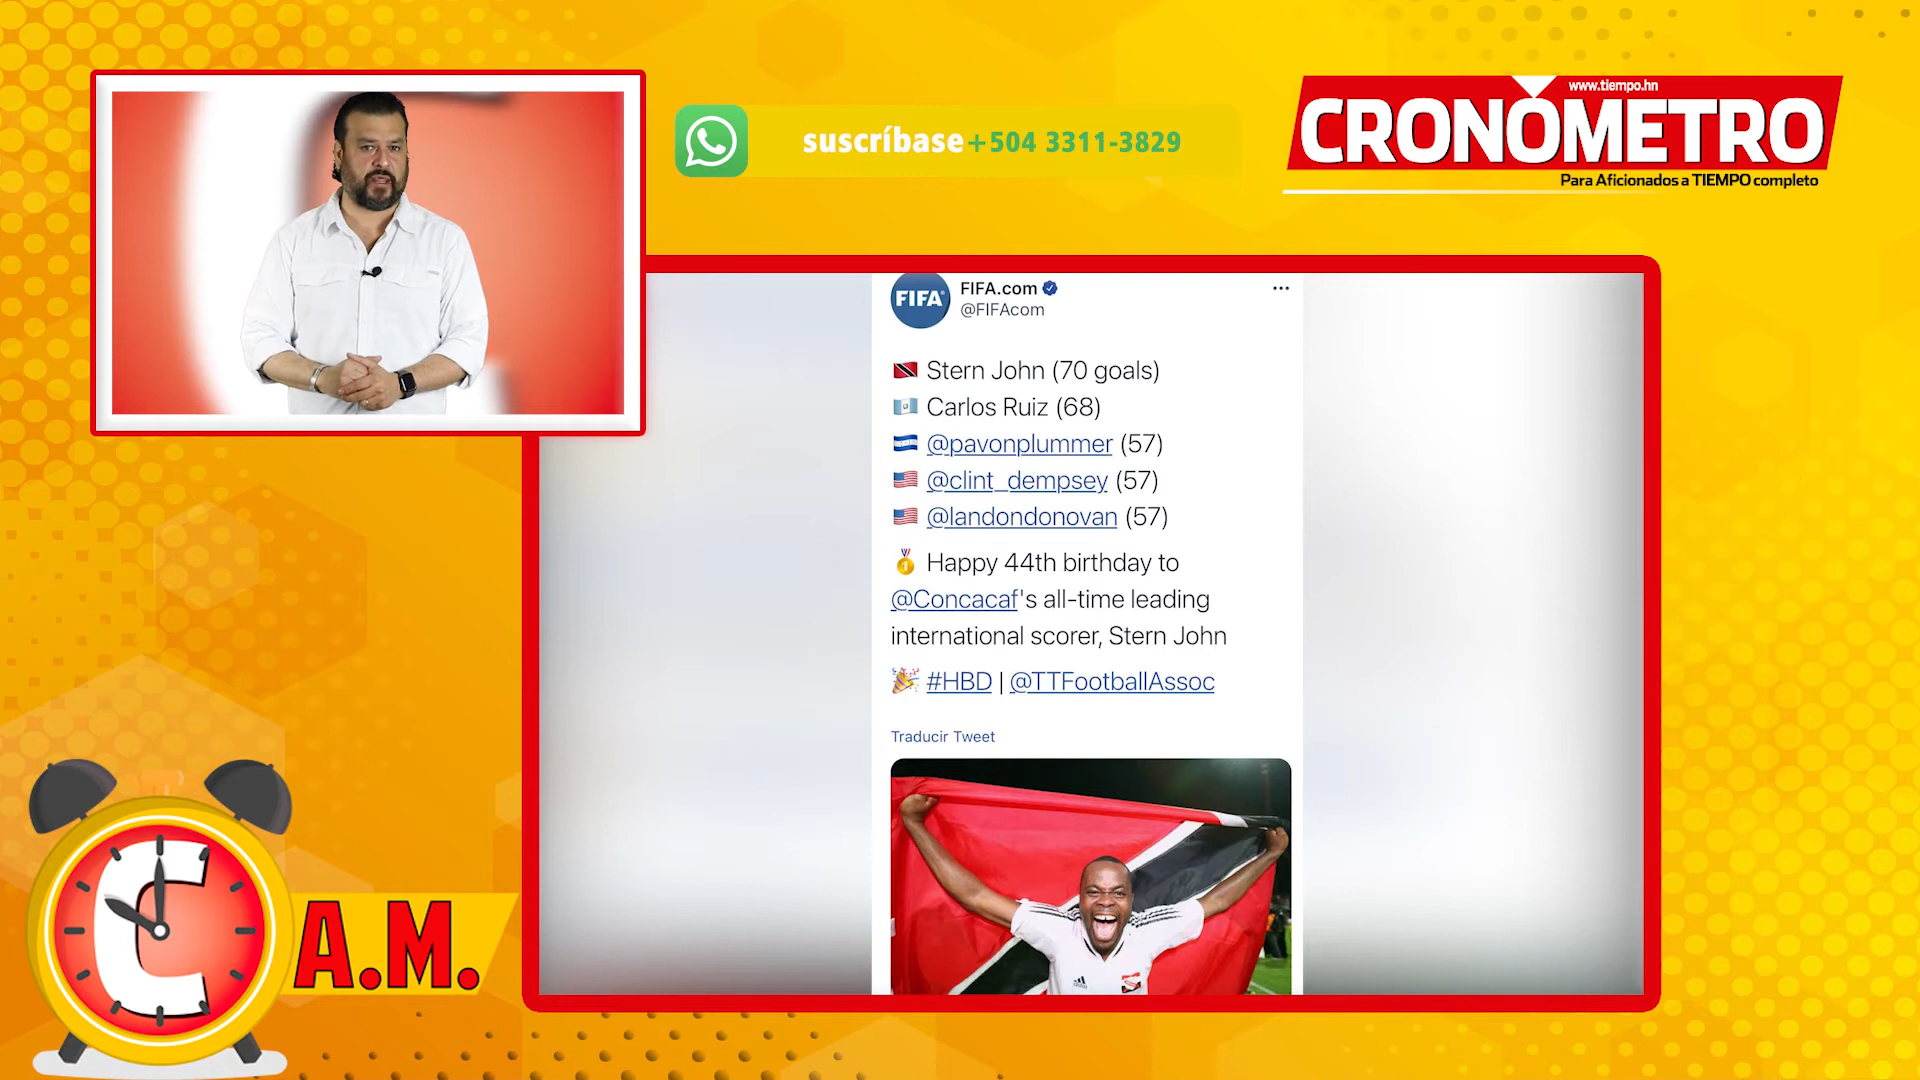 www.tiempo.hn
CRONÓMETRO
Para Aficionados a TIEMPO completo
suscríbase +504 3311-3829
FIFA
FIFA.com
@FIFAcom
Stern John (70 goals)
Carlos Ruiz (68)
@pavonplummer (57)
@clint_dempsey (57)
@landondonovan (57)
Happy 44th birthday to
@Concacaf's all-time leading
international scorer, Stern John
#HBD | @TTFootballAssoc
Traducir Tweet
C
A.M.